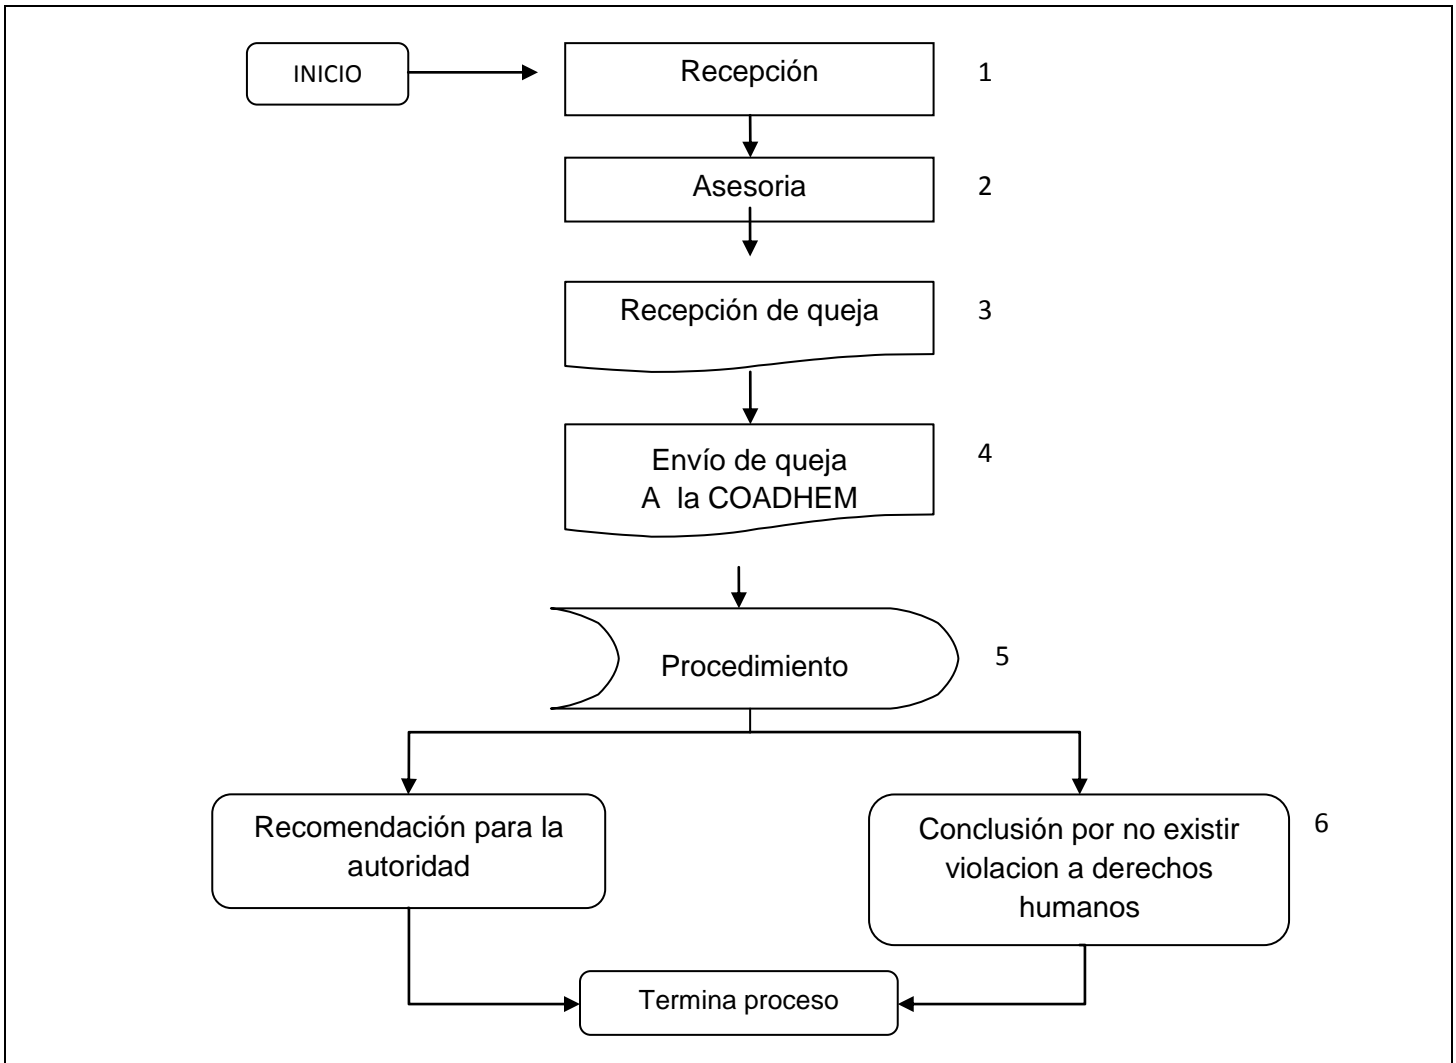 INICIO
Recepción
1
Asesoria
2
Recepción de queja
3
Envío de queja
A la COADHEM
4
Procedimiento
5
Recomendación para la
autoridad
Conclusión por no existir
violacion a derechos
humanos
6
Termina proceso